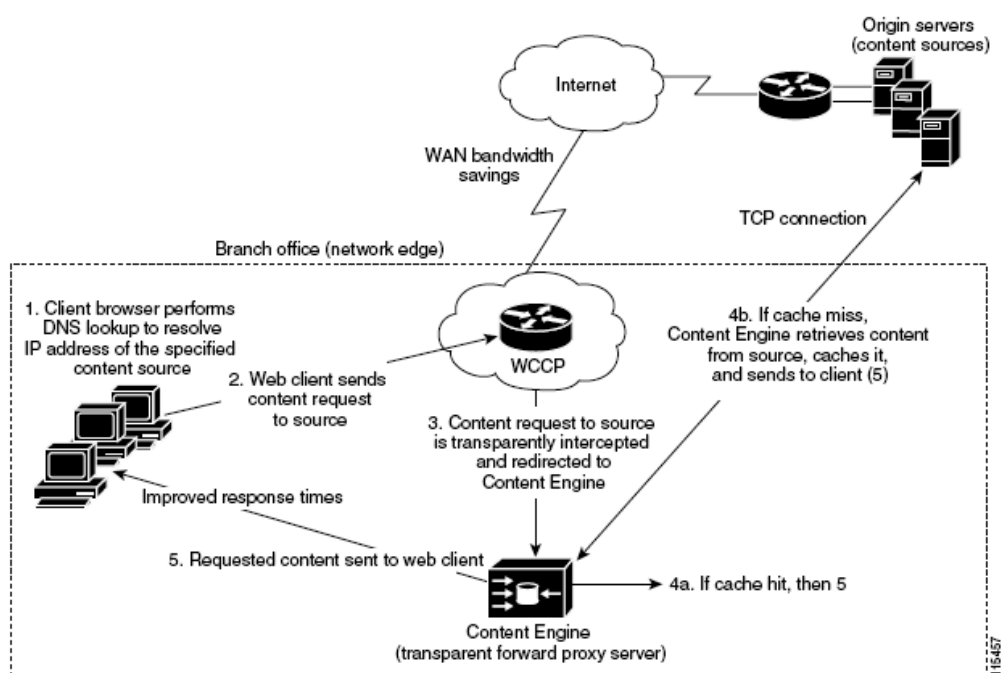 Origin servers
(content sources)
Internet
WAN bandwidth
savings
TCP connection
Branch office (network edge)
1. Client browser performs
DNS lookup to resolve
IP address of the specified
content source
2. Web client sends
content request
to source
WCCP
4b. If cache miss,
Content Engine retrieves content
from source, caches it,
and sends to client (5)
3. Content request to source
is transparently intercepted
and redirected to
Content Engine
Improved response times
5. Requested content sent to web client
4a. If cache hit, then 5
Content Engine
(transparent forward proxy server)